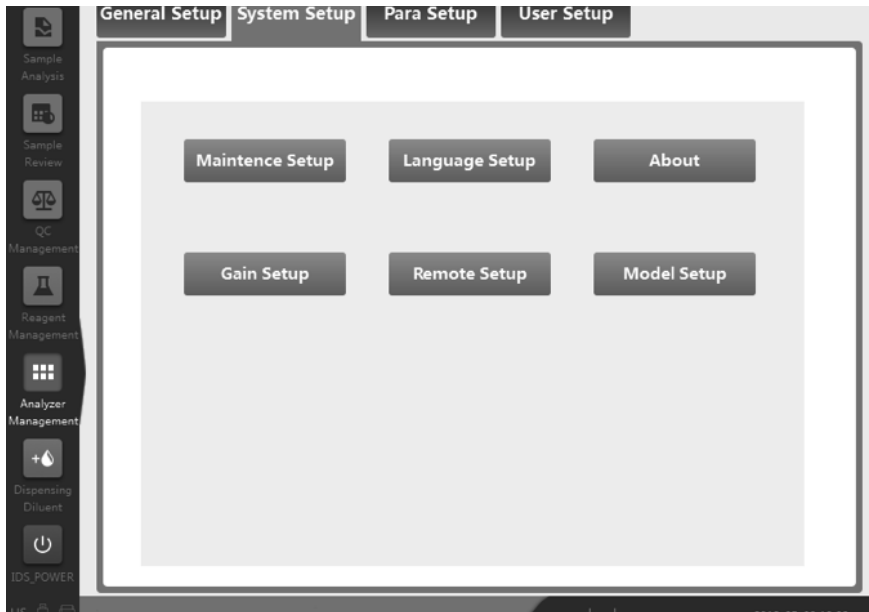 General Setup
System Setup
Para Setup
User Setup
Sample
Analysis
Sample
Review
QC
Management
Reagent
Management
Analyzer
Management
Dispensing
Diluent
IDS_POWER
Maintence Setup
Language Setup
About
Gain Setup
Remote Setup
Model Setup